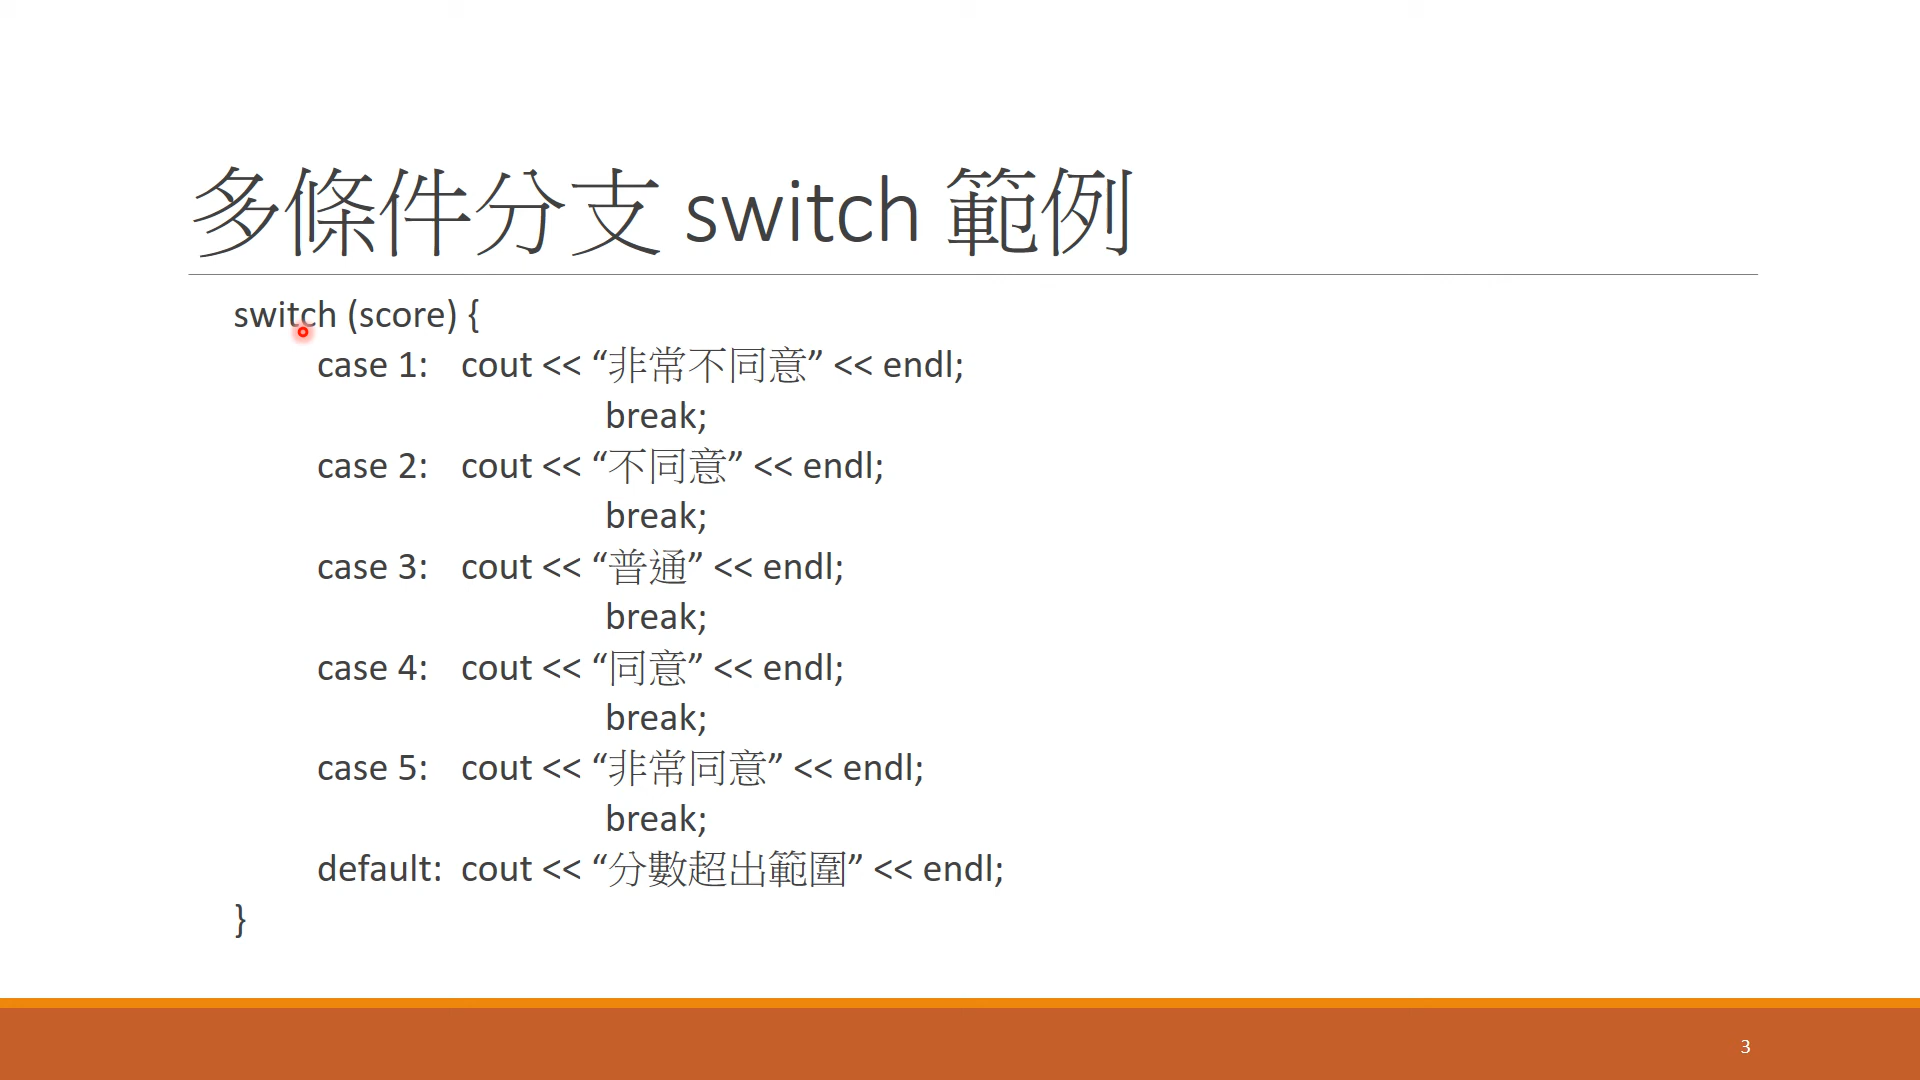 多條件分支 switch 範例
switch (score) {
case 1: cout << “非常不同意” << endl;
break;
case 2: cout << “不同意” << endl;
break;
case 3: cout << “普通” << endl;
break;
case 4: cout << “同意” << endl;
break;
case 5: cout << “非常同意” << endl;
break;
default: cout << “分數超出範圍” << endl;
}
3